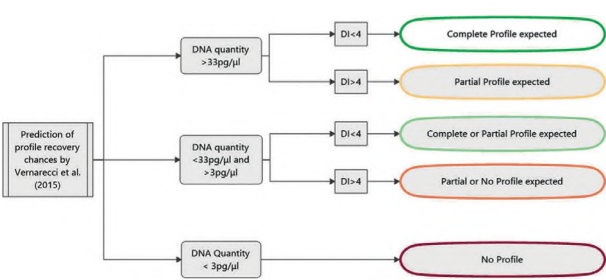 Prediction of
profile recovery
chances by
Vernarecci et al.
(2015)
DNA quantity
>33pg/µl
DI<4
Complete Profile expected
DI>4
Partial Profile expected
DNA quantity
<33pg/µl and
>3pg/µl
DI<4
Complete or Partial Profile expected
DI>4
Partial or No Profile expected
DNA Quantity
< 3pg/µl
No Profile